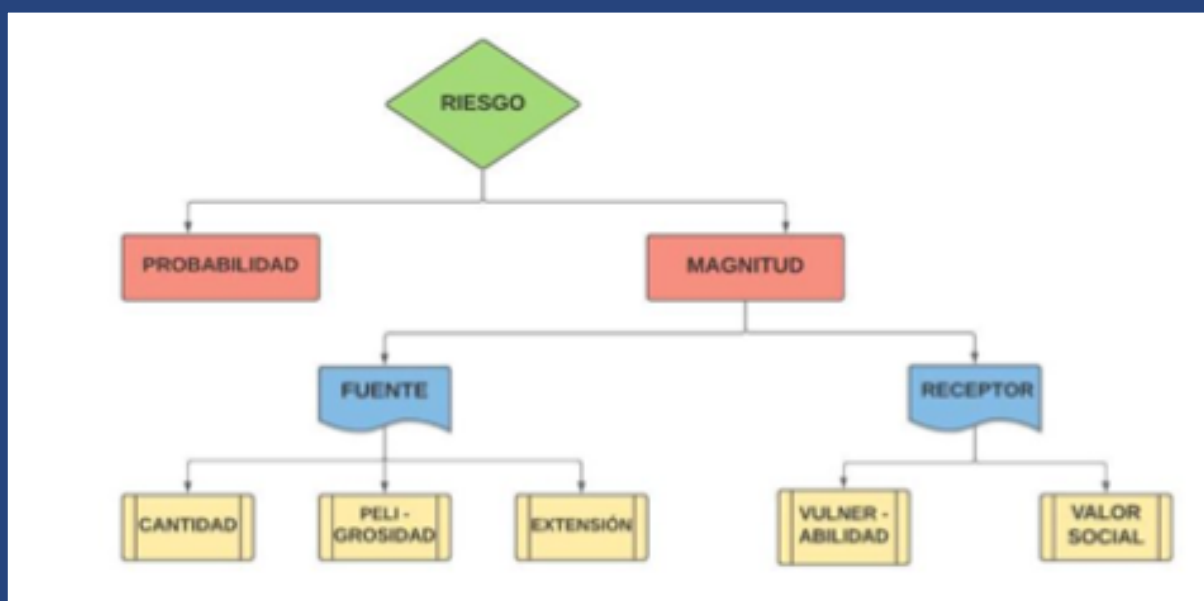 RIESGO
PROBABILIDAD
MAGNITUD
FUENTE
RECEPTOR
CANTIDAD
PELI -
GROSIDAD
EXTENSIÓN
VULNER -
ABILIDAD
VALOR
SOCIAL